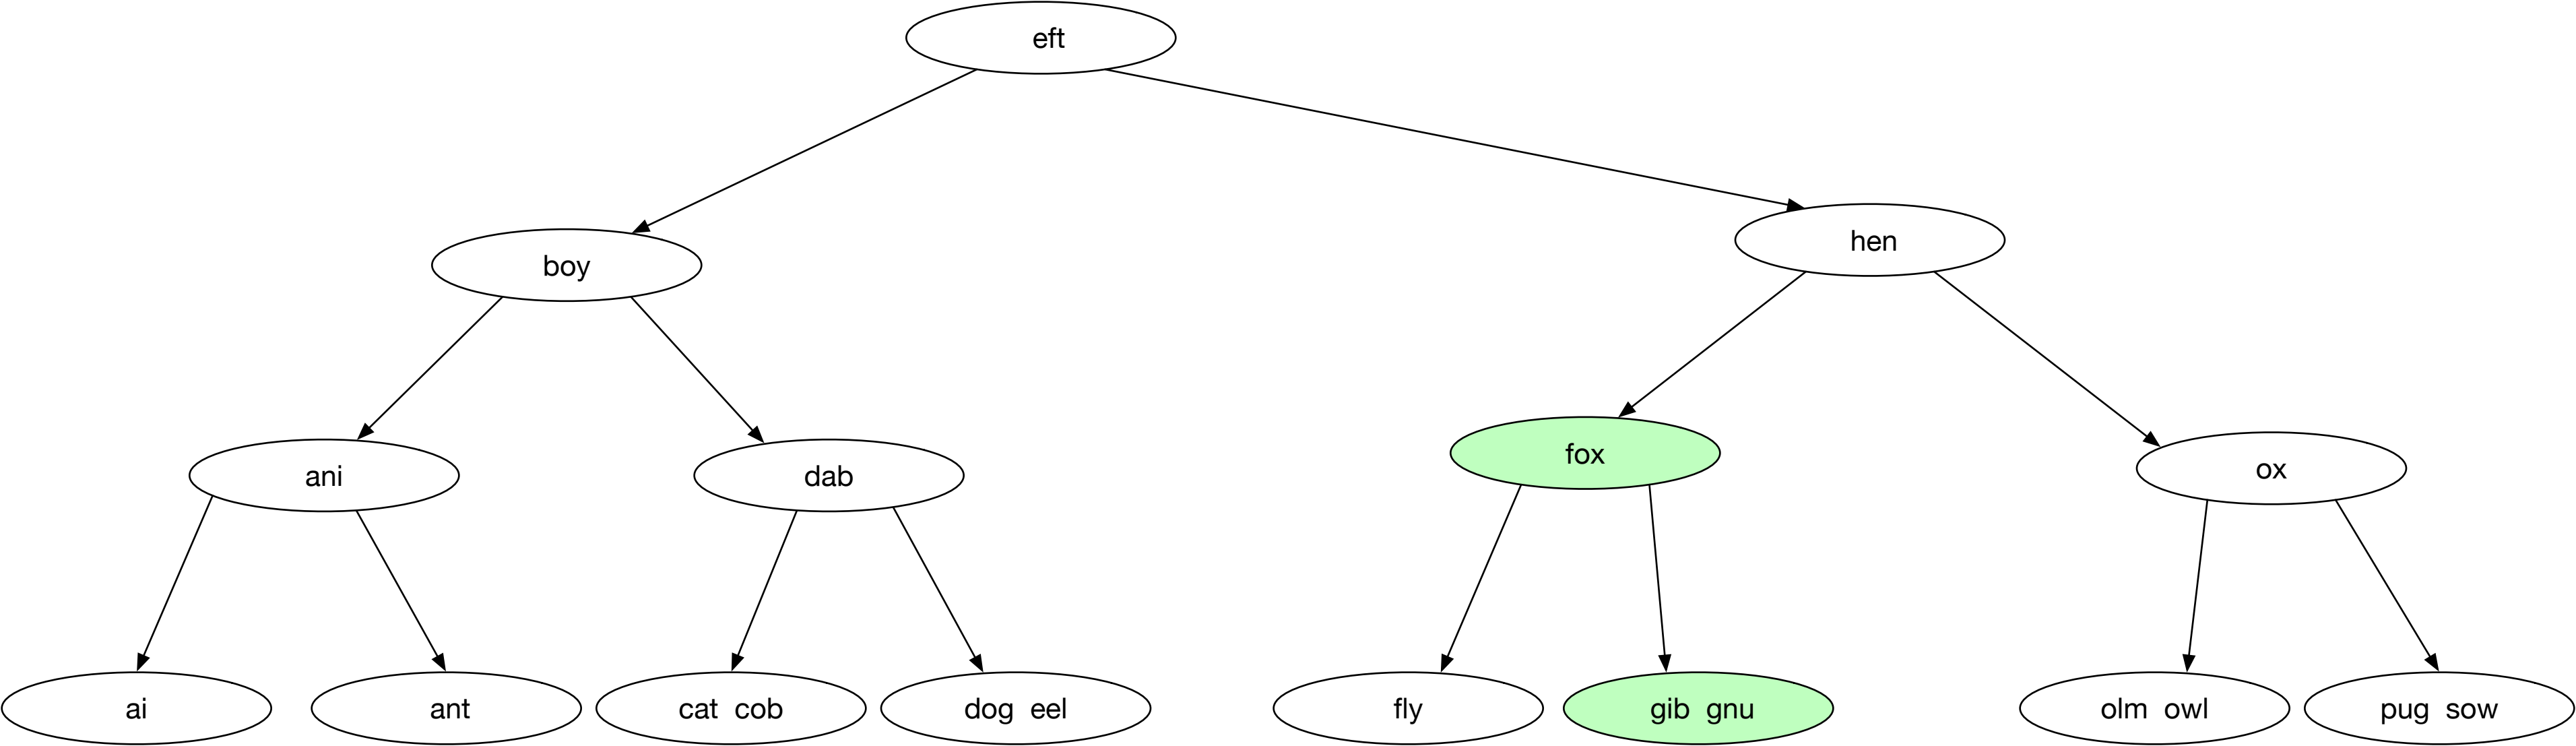 eft
boy
hen
ani
dab
fox
ox
ai
ant
cat cob
dog eel
fly
gib gnu
olm owl
pug sow